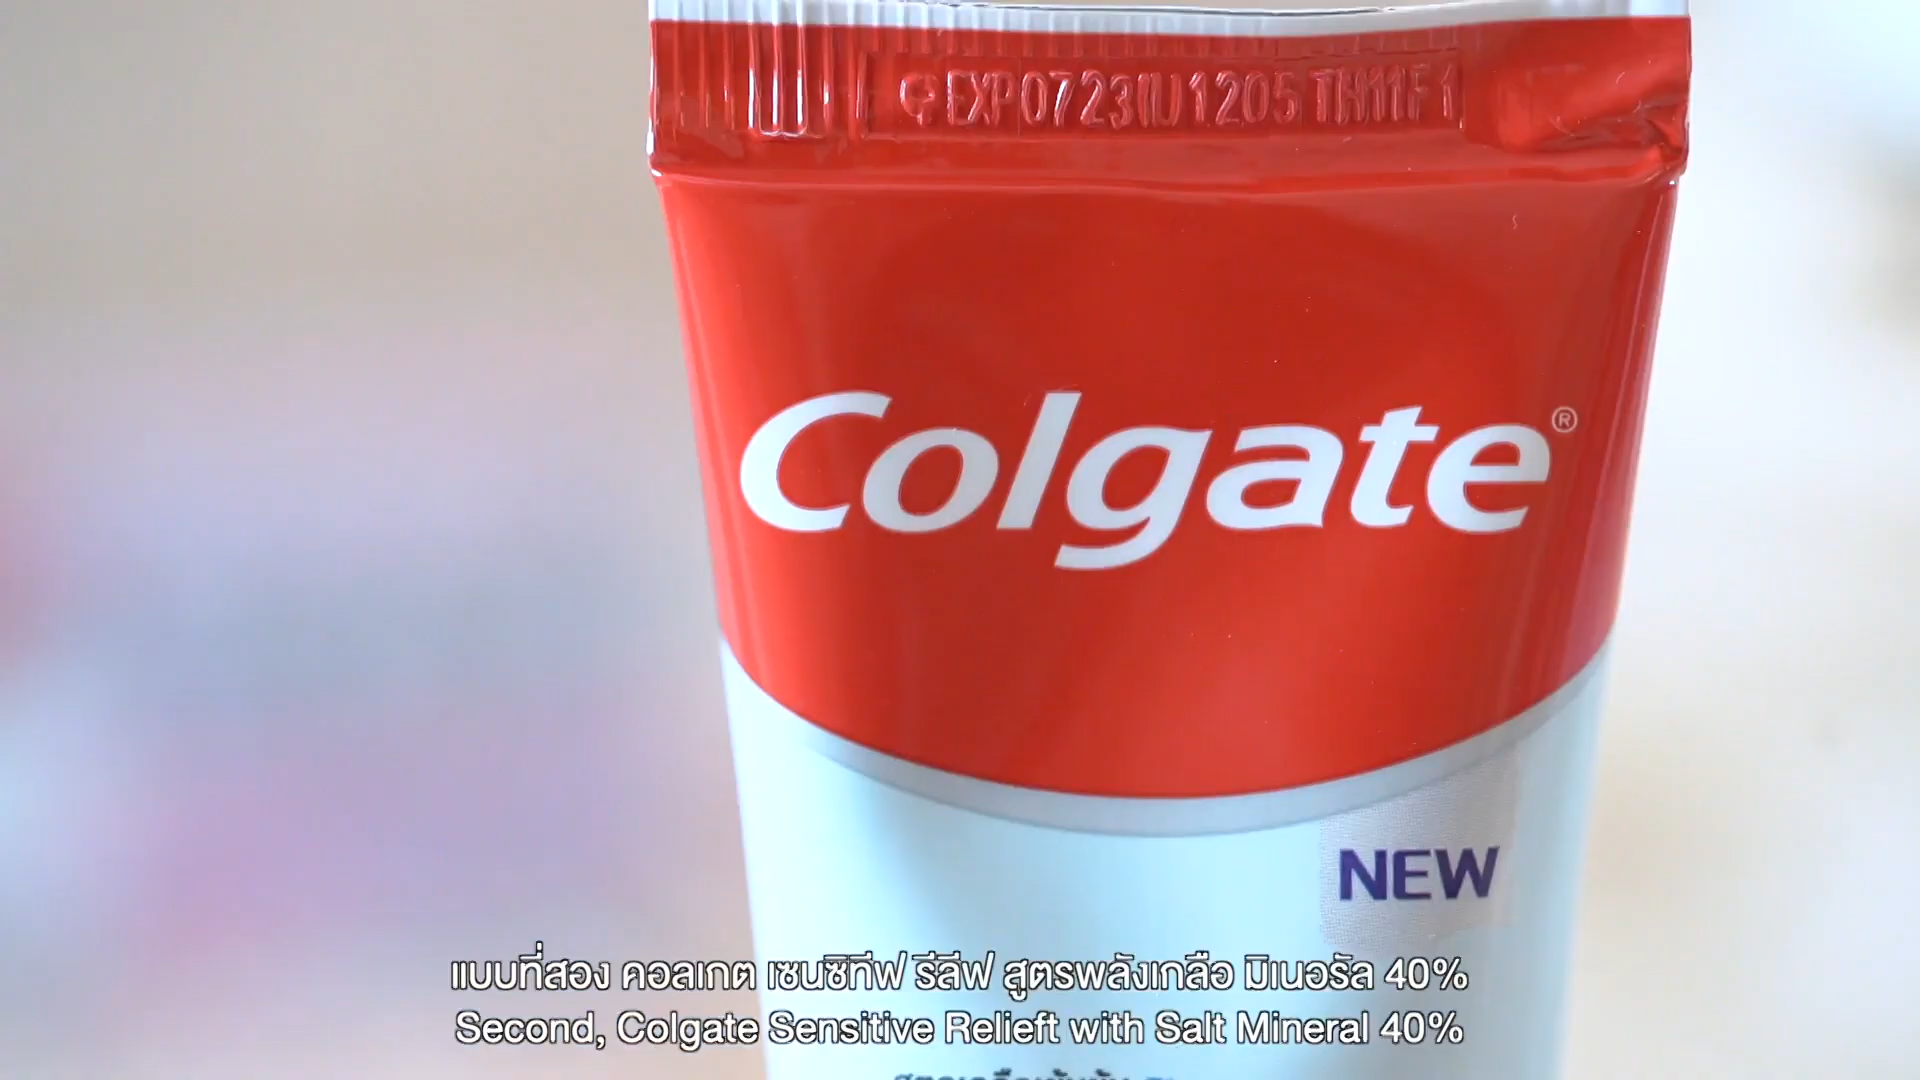 EXP0723(L)1205 TH11F1
Colgate®
NEW
แบบที่สอง คอลเกต เซนซิทีฟ รีลีฟ สูตรพลังเกลือ มิเนอรัล 40%
Second, Colgate Sensitive Relieft with Salt Mineral 40%